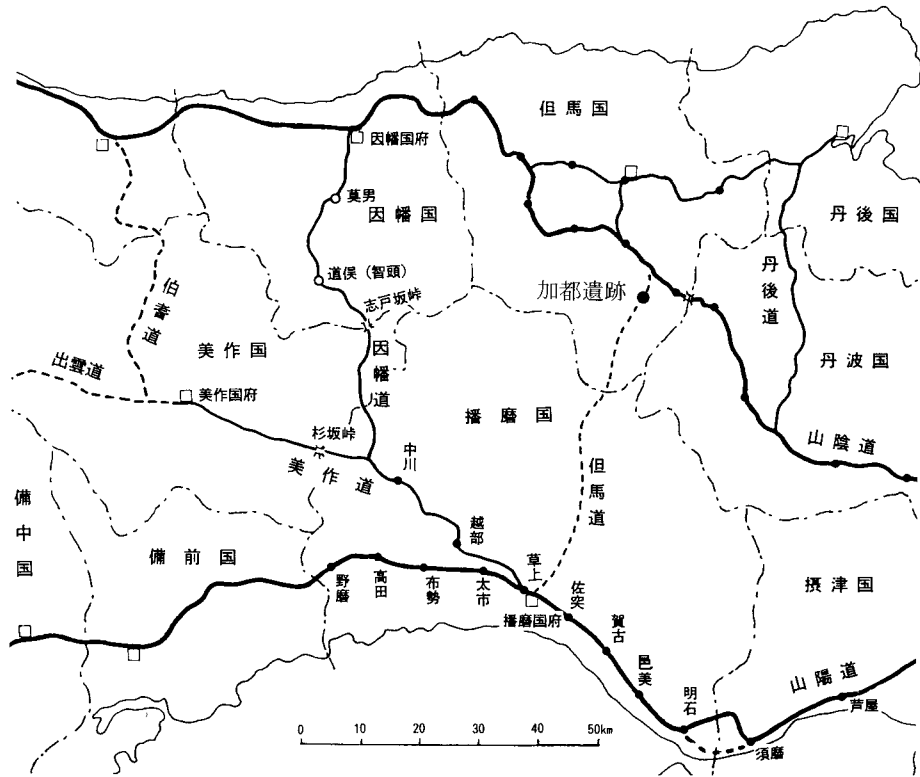 但馬国
因幡国府
莫男
因幡国
丹後国
道俣（智頭）
志戸坂峠
加都遺跡
丹後道
伯耆道
美作国
因幡道
丹波国
出雲道
美作国府
播磨国
山陰道
杉坂峠
中川
美作道
但馬道
備中国
備前国
越部
草上
摂津国
野磨
高田
布勢
太市
播磨国府
佐突
賀古
邑美
明石
山陽道
芦屋
須磨
0 10 20 30 40 50km